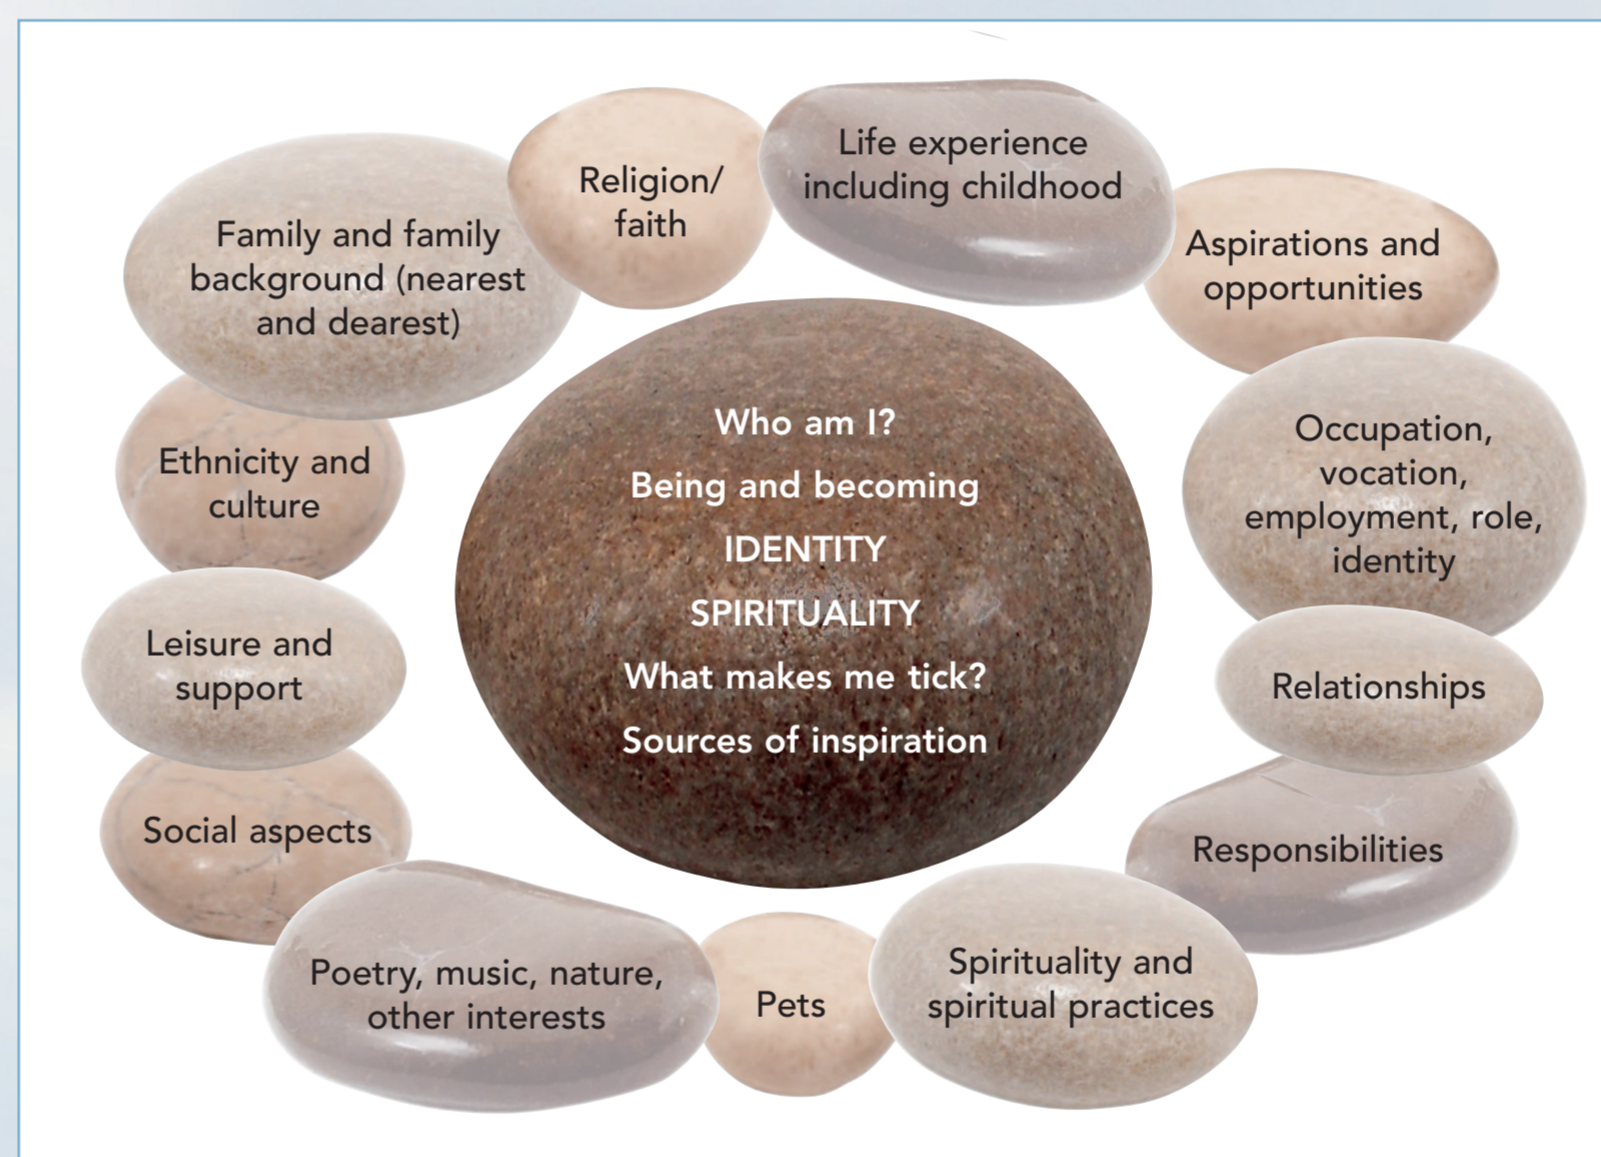 Life experience
including childhood
Religion/
faith
Family and family
background (nearest
and dearest)
Aspirations and
opportunities
Who am I?
Being and becoming
IDENTITY
SPIRITUALITY
What makes me tick?
Sources of inspiration
Occupation,
vocation,
employment, role,
identity
Ethnicity and
culture
Leisure and
support
Relationships
Social aspects
Responsibilities
Poetry, music, nature,
other interests
Pets
Spirituality and
spiritual practices